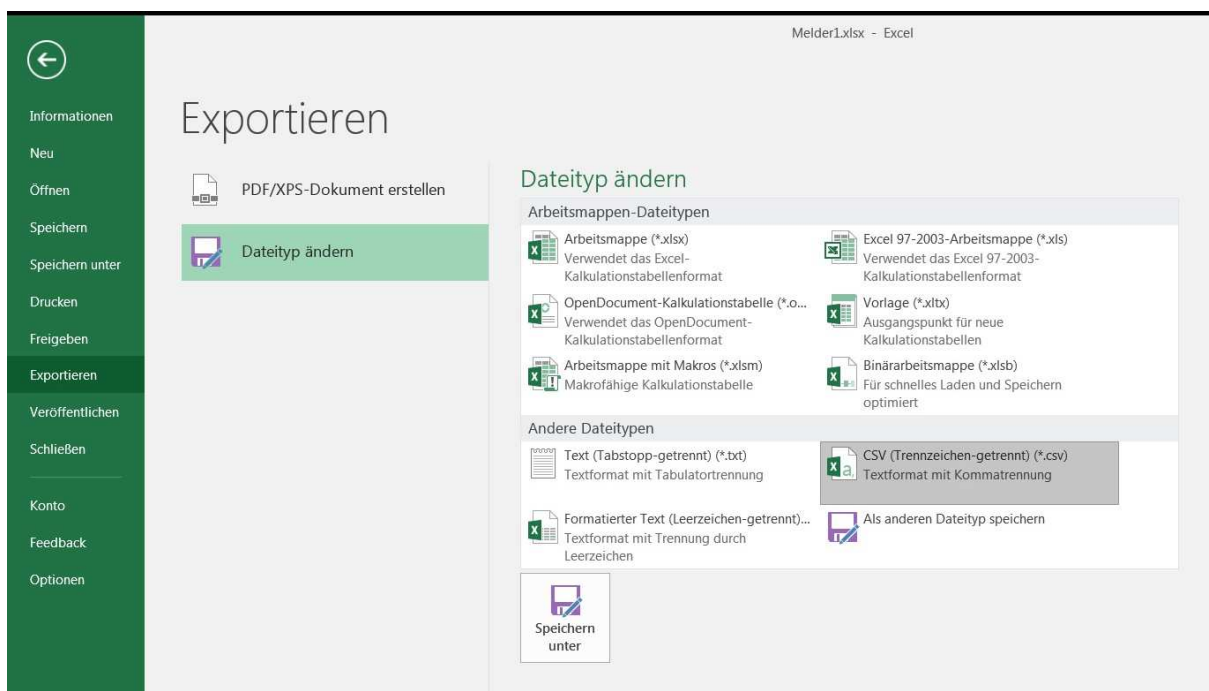 Melder1.xlsx - Excel
Informationen
Neu
Öffnen
Speichern
Speichern unter
Drucken
Freigeben
Exportieren
Veröffentlichen
Schließen
Konto
Feedback
Optionen
Exportieren
PDF/XPS-Dokument erstellen
Dateityp ändern
Dateityp ändern
Arbeitsmappen-Dateitypen
Arbeitsmappe (*.xlsx)
Verwendet das Excel-
Kalkulationstabellenformat
Excel 97-2003-Arbeitsmappe (*.xls)
Verwendet das Excel 97-2003-
Kalkulationstabellenformat
OpenDocument-Kalkulationstabelle (*.o...
Verwendet das OpenDocument-
Kalkulationstabellenformat
Vorlage (*.xltx)
Ausgangspunkt für neue
Kalkulationstabellen
Arbeitsmappe mit Makros (*.xlsm)
Makrofähige Kalkulationstabelle
Binärarbeitsmappe (*.xlsb)
Für schnelles Laden und Speichern
optimiert
Andere Dateitypen
Text (Tabstopp-getrennt) (*.txt)
Textformat mit Tabulatortrennung
CSV (Trennzeichen-getrennt) (*.csv)
Textformat mit Kommatrennung
Formatierter Text (Leerzeichen-getrennt)...
Textformat mit Trennung durch
Leerzeichen
Als anderen Dateityp speichern
Speichern
unter